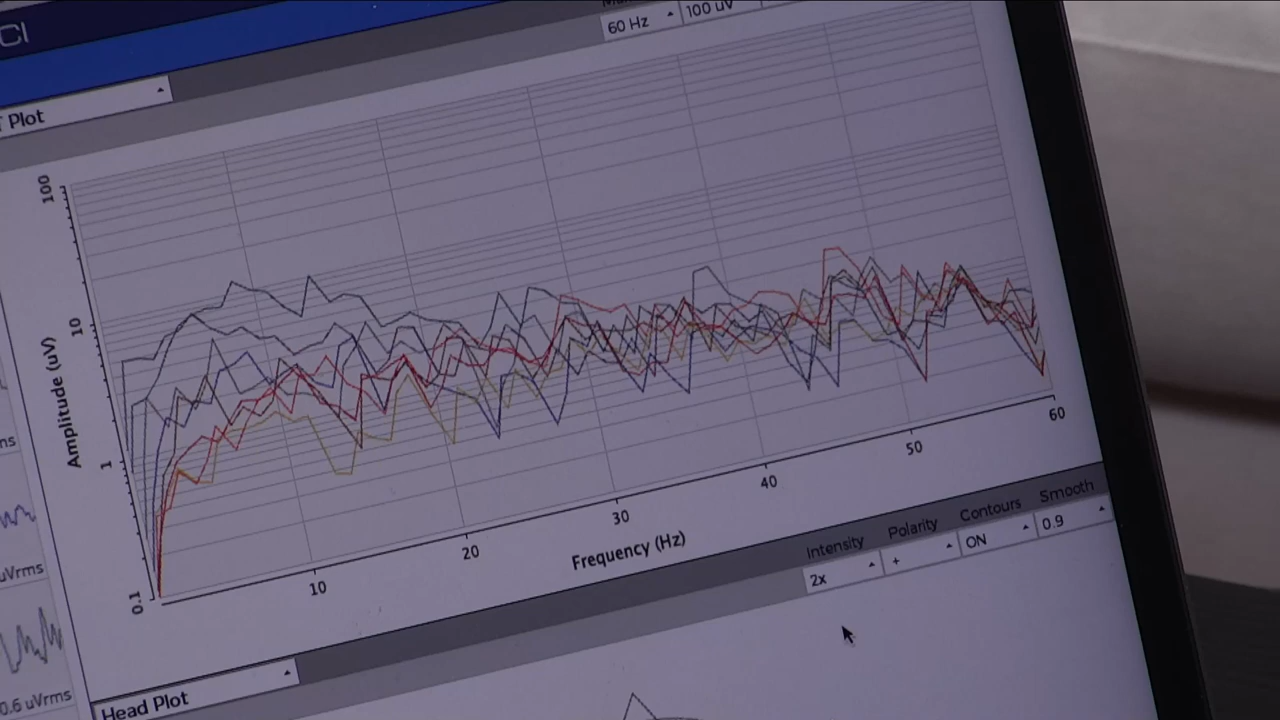 CI
60 Hz
100 uV
T Plot
100
10
1
0.1
Amplitude (uV)
10
20
30
40
50
60
Frequency (Hz)
ms
uVrms
0.6 uVrms
Intensity
Polarity
Contours
Smooth
2x
+
ON
0.9
Head Plot